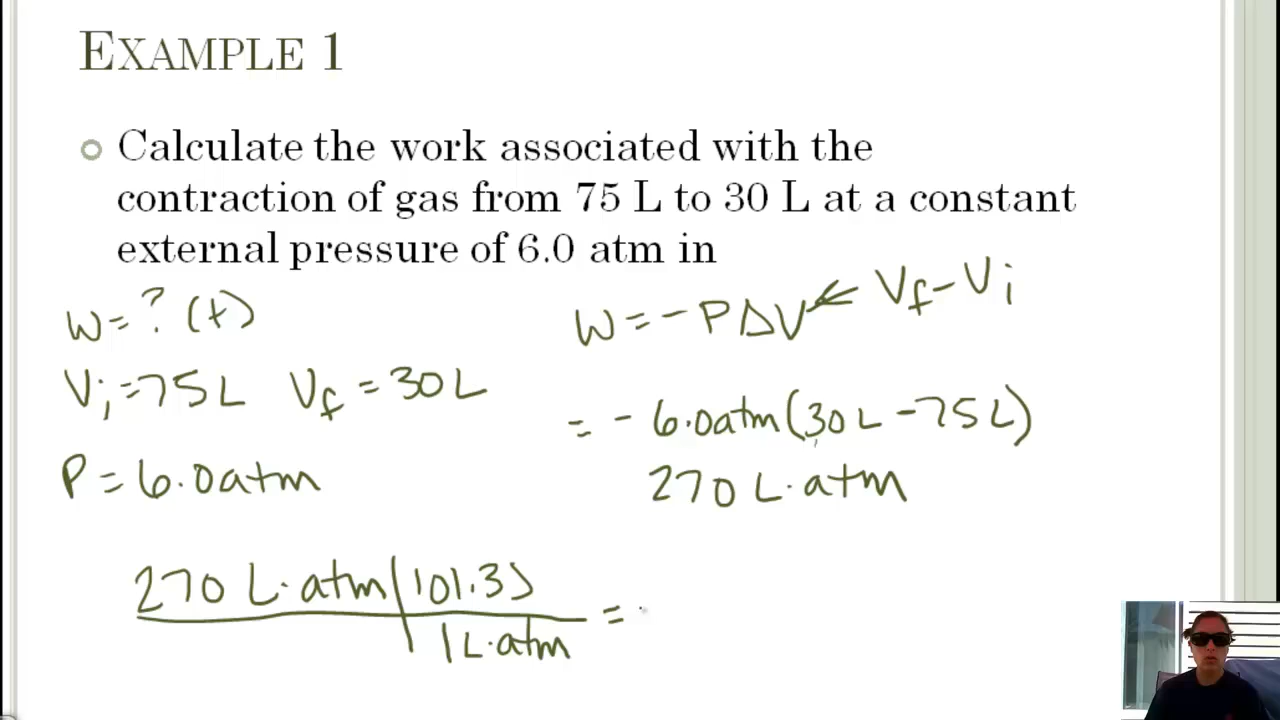 EXAMPLE 1
Calculate the work associated with the
contraction of gas from 75 L to 30 L at a constant
external pressure of 6.0 atm in
W = ? (+)
W = - P Δ V ← Vf - Vi
Vi = 75 L Vf = 30 L
= - 6.0 atm (30 L - 75 L)
P = 6.0 atm
270 L·atm
270 L·atm | 101.3 J
1 L·atm
=